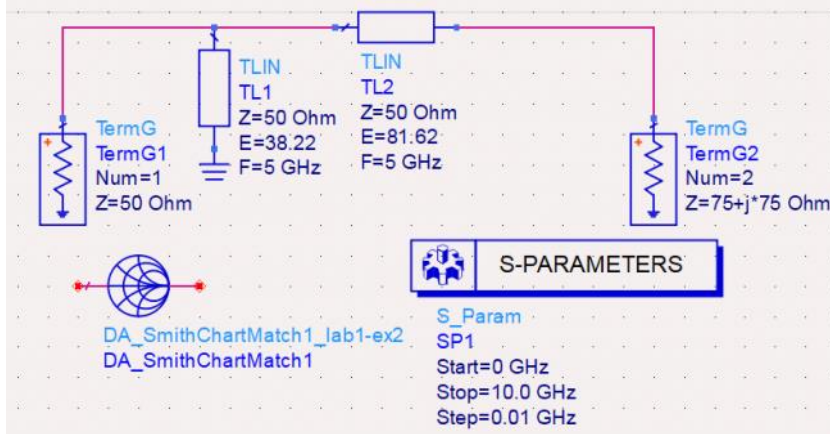 TLIN
TL1
Z=50 Ohm
E=38.22
F=5 GHz
TLIN
TL2
Z=50 Ohm
E=81.62
F=5 GHz
TermG
TermG1
Num=1
Z=50 Ohm
TermG
TermG2
Num=2
Z=75+j*75 Ohm
S-PARAMETERS
DA_SmithChartMatch1_lab1-ex2
DA_SmithChartMatch1
S_Param
SP1
Start=0 GHz
Stop=10.0 GHz
Step=0.01 GHz